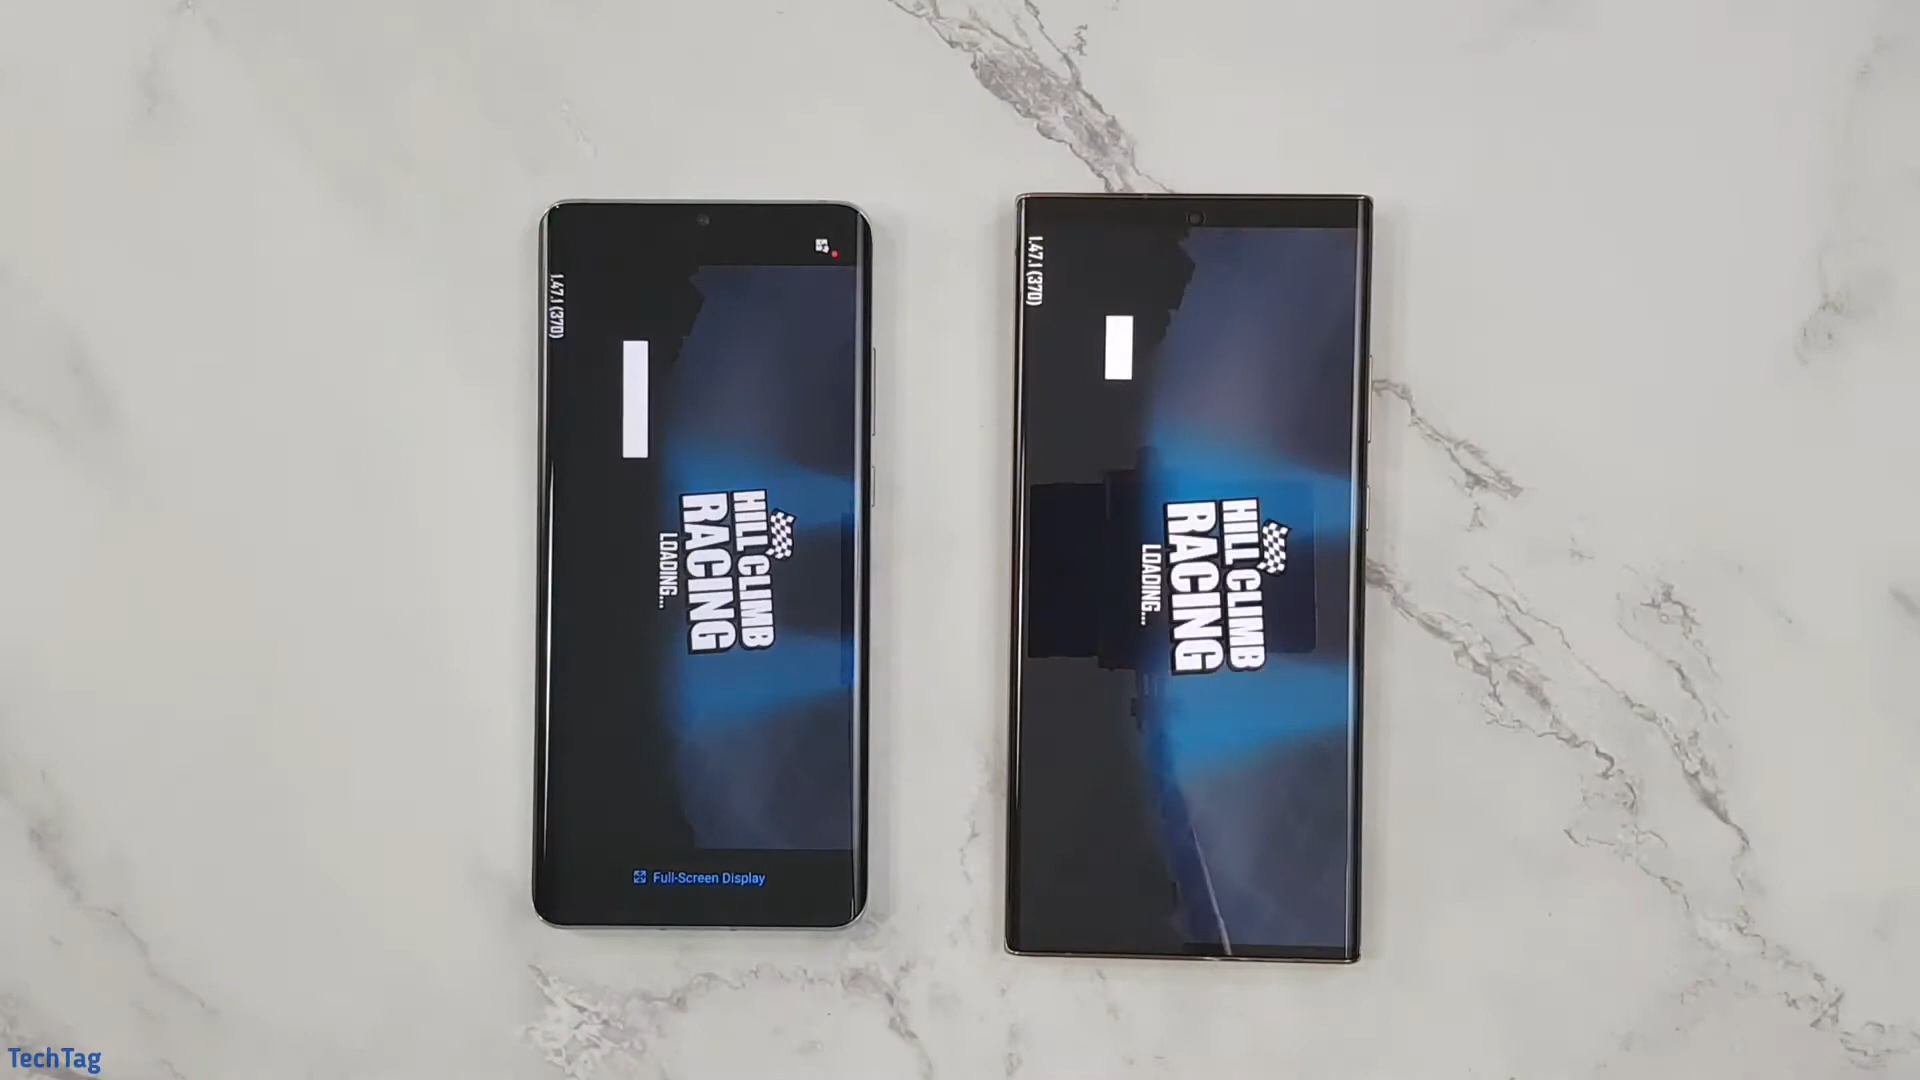 1.47.1 (370)
HILL CLIMB
RACING
LOADING...
Full-Screen Display
1.47.1 (370)
HILL CLIMB
RACING
LOADING...
TechTag